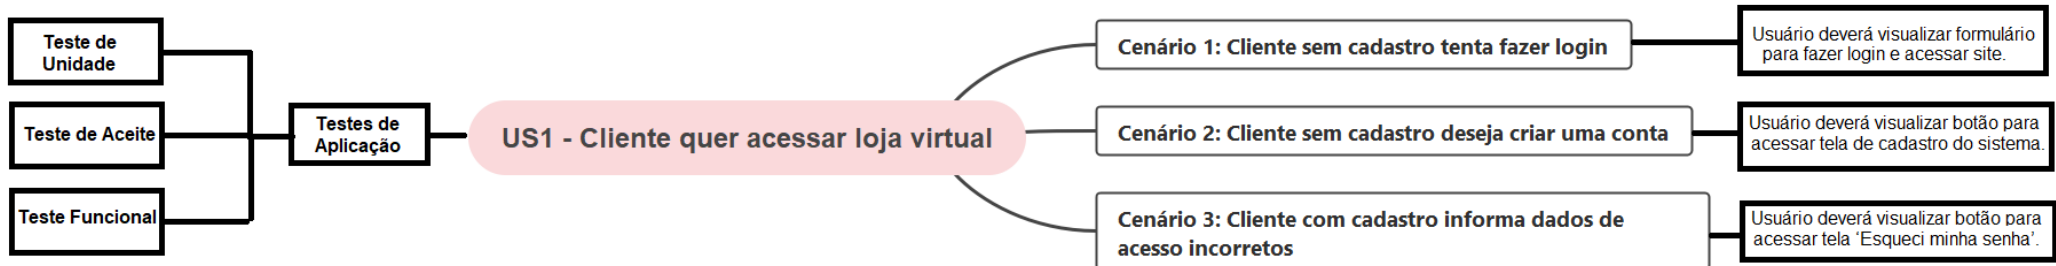 Teste de
Unidade
Teste de Aceite
Teste Funcional
Testes de
Aplicação
US1 - Cliente quer acessar loja virtual
Cenário 1: Cliente sem cadastro tenta fazer login
Usuário deverá visualizar formulário
para fazer login e acessar site.
Cenário 2: Cliente sem cadastro deseja criar uma conta
Usuário deverá visualizar botão para
acessar tela de cadastro do sistema.
Cenário 3: Cliente com cadastro informa dados de
acesso incorretos
Usuário deverá visualizar botão para
acessar tela ‘Esqueci minha senha’.